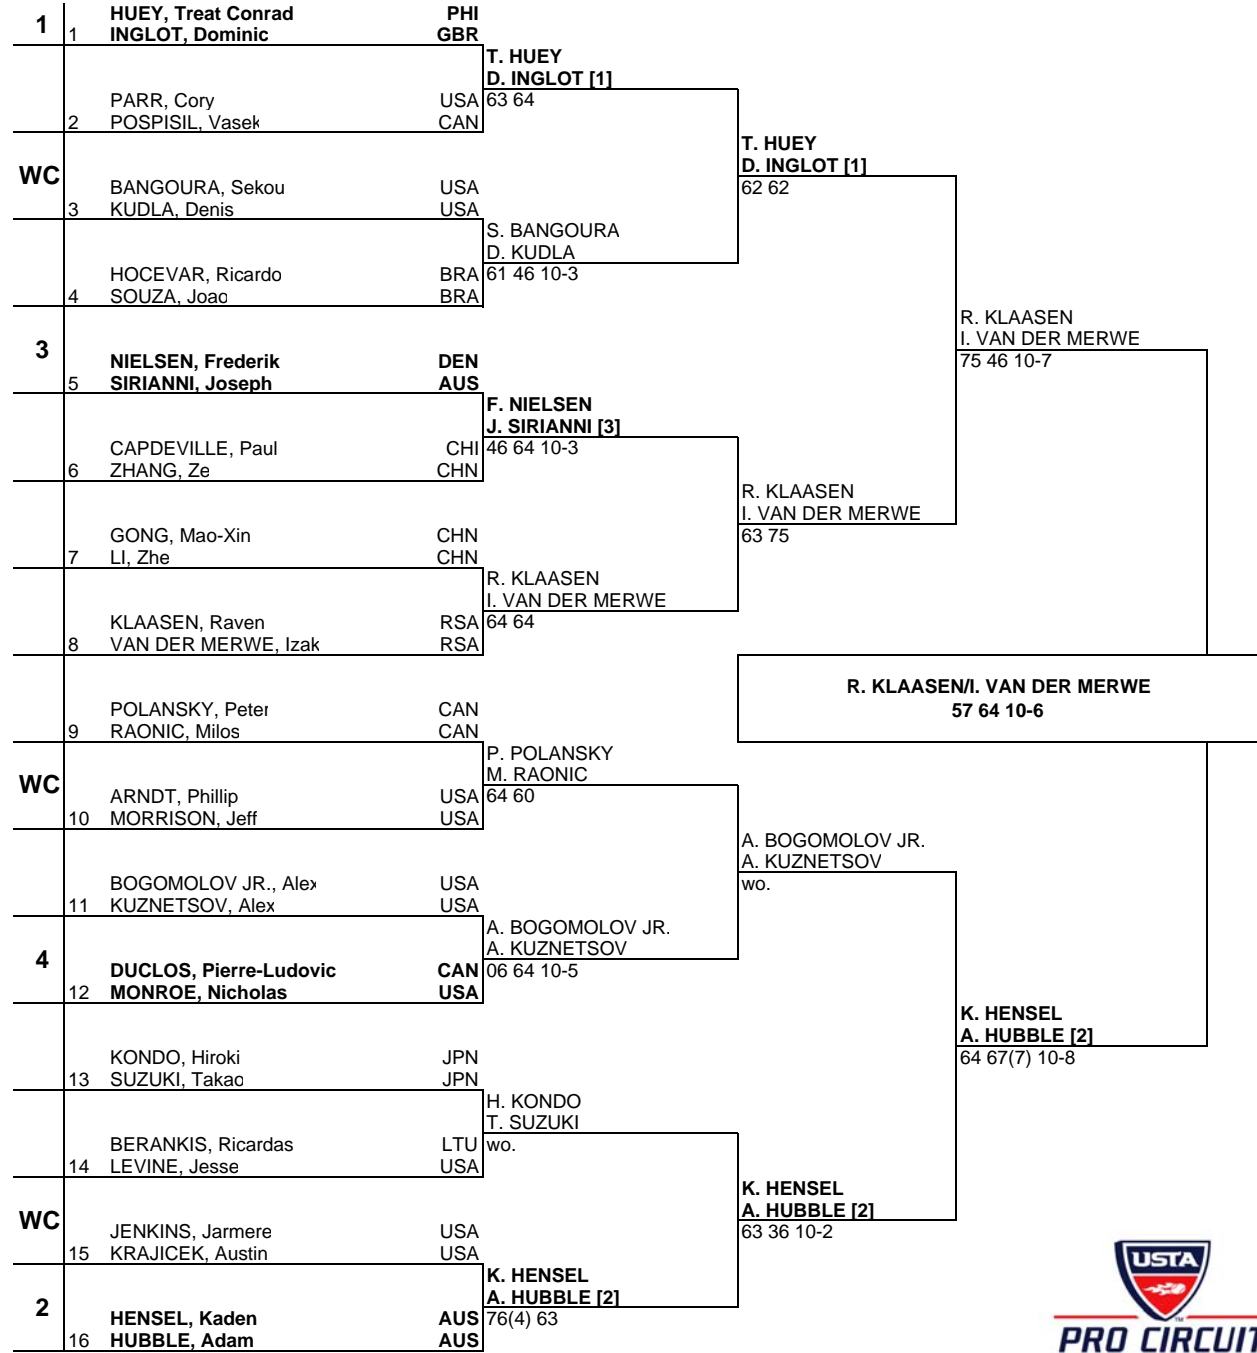 1 1 HUEY, Treat Conrad PHI
INGLOT, Dominic GBR
T. HUEY
D. INGLOT [1]
63 64
2 PARR, Cory USA
POSPISIL, Vasek CAN
T. HUEY
D. INGLOT [1]
62 62
WC 3 BANGOURA, Sekou USA
KUDLA, Denis USA
S. BANGOURA
D. KUDLA
61 46 10-3
4 HOCEVAR, Ricardo BRA
SOUZA, Joao BRA
R. KLAASEN
I. VAN DER MERWE
75 46 10-7
3 5 NIELSEN, Frederik DEN
SIRIANNI, Joseph AUS
F. NIELSEN
J. SIRIANNI [3]
46 64 10-3
6 CAPDEVILLE, Paul CHI
ZHANG, Ze CHN
R. KLAASEN
I. VAN DER MERWE
63 75
7 GONG, Mao-Xin CHN
LI, Zhe CHN
R. KLAASEN
I. VAN DER MERWE
64 64
8 KLAASEN, Raven RSA
VAN DER MERWE, Izak RSA
R. KLAASEN/I. VAN DER MERWE
57 64 10-6
9 POLANSKY, Peter CAN
RAONIC, Milos CAN
P. POLANSKY
M. RAONIC
64 60
WC 10 ARNDT, Phillip USA
MORRISON, Jeff USA
A. BOGOMOLOV JR.
A. KUZNETSOV
wo.
11 BOGOMOLOV JR., Alex USA
KUZNETSOV, Alex USA
A. BOGOMOLOV JR.
A. KUZNETSOV
06 64 10-5
4 12 DUCLOS, Pierre-Ludovic CAN
MONROE, Nicholas USA
K. HENSEL
A. HUBBLE [2]
64 67(7) 10-8
13 KONDO, Hiroki JPN
SUZUKI, Takao JPN
H. KONDO
T. SUZUKI
wo.
14 BERANKIS, Ricardas LTU
LEVINE, Jesse USA
K. HENSEL
A. HUBBLE [2]
63 36 10-2
WC 15 JENKINS, Jarmere USA
KRAJICEK, Austin USA
K. HENSEL
A. HUBBLE [2]
76(4) 63
2 16 HENSEL, Kaden AUS
HUBBLE, Adam AUS
USTA
TM
PRO CIRCUIT